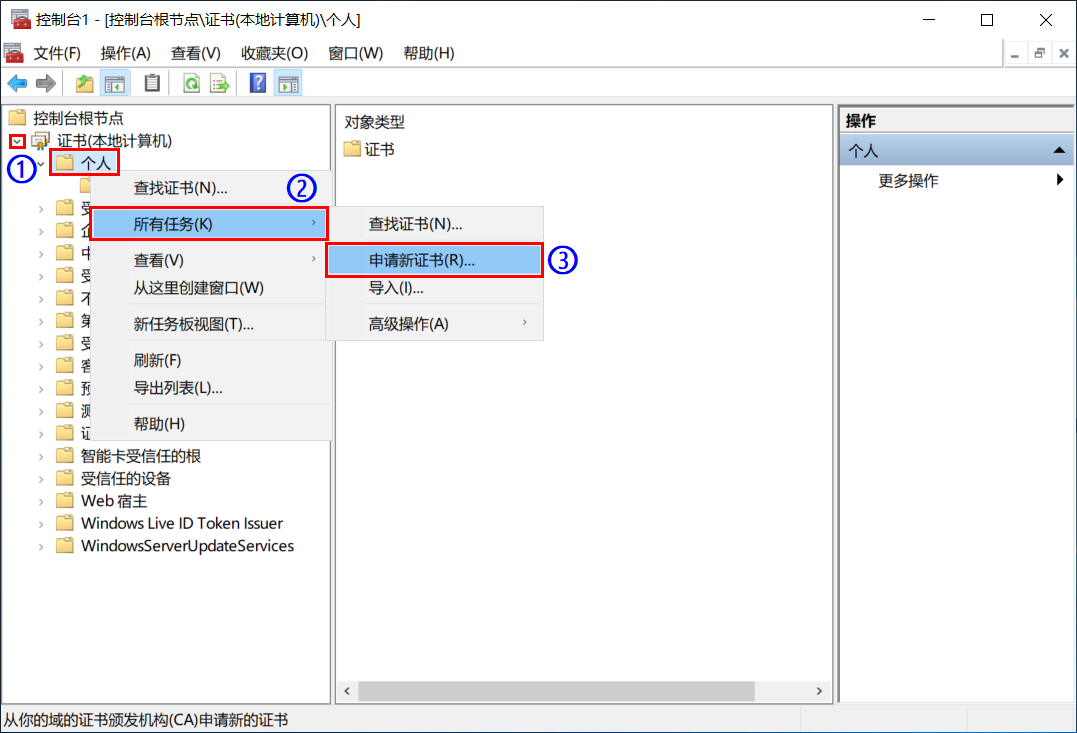 控制台1 - [控制台根节点\证书(本地计算机)\个人]
文件(F) 操作(A) 查看(V) 收藏夹(O) 窗口(W) 帮助(H)
控制台根节点
证书(本地计算机)
① 个人
查找证书(N)... ②
所有任务(K)
查看(V)
从这里创建窗口(W)
新任务板视图(T)...
刷新(F)
导出列表(L)...
帮助(H)
查找证书(N)...
申请新证书(R)... ③
导入(I)...
高级操作(A)
受
企
中
受
不
第
受
客
预
测
证
智能卡受信任的根
受信任的设备
Web 宿主
Windows Live ID Token Issuer
WindowsServerUpdateServices
对象类型
证书
操作
个人
更多操作
从你的域的证书颁发机构(CA)申请新的证书